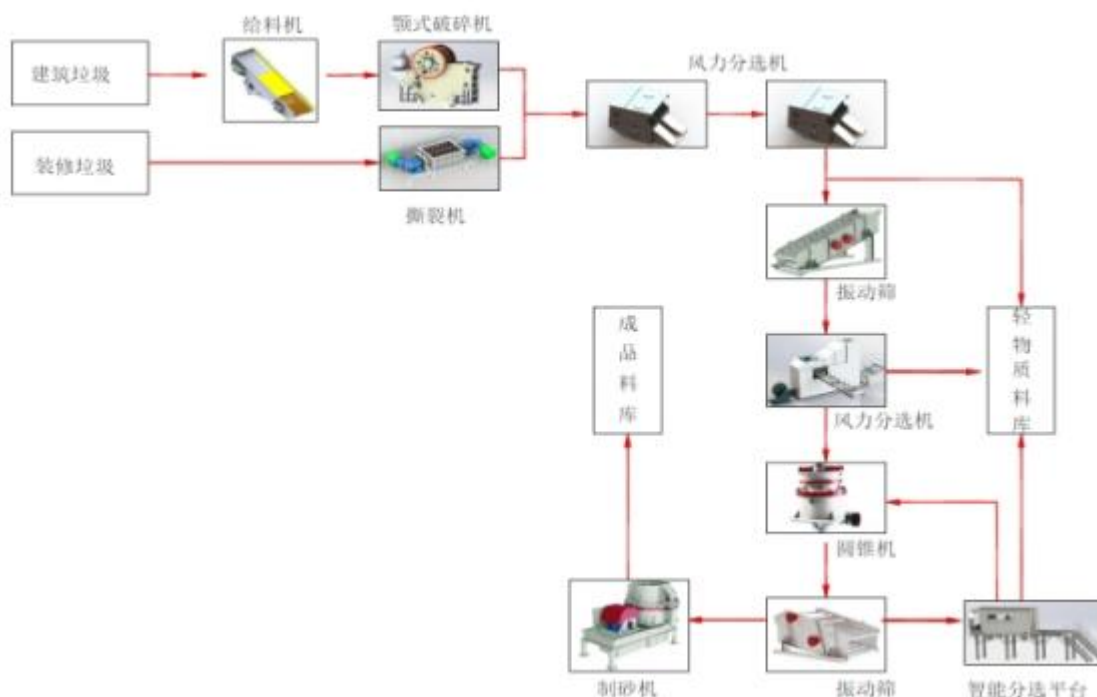 给料机
颚式破碎机
建筑垃圾
风力分选机
装修垃圾
撕裂机
振动筛
成品料库
轻物质料库
风力分选机
圆锥机
制砂机
振动筛
智能分选平台